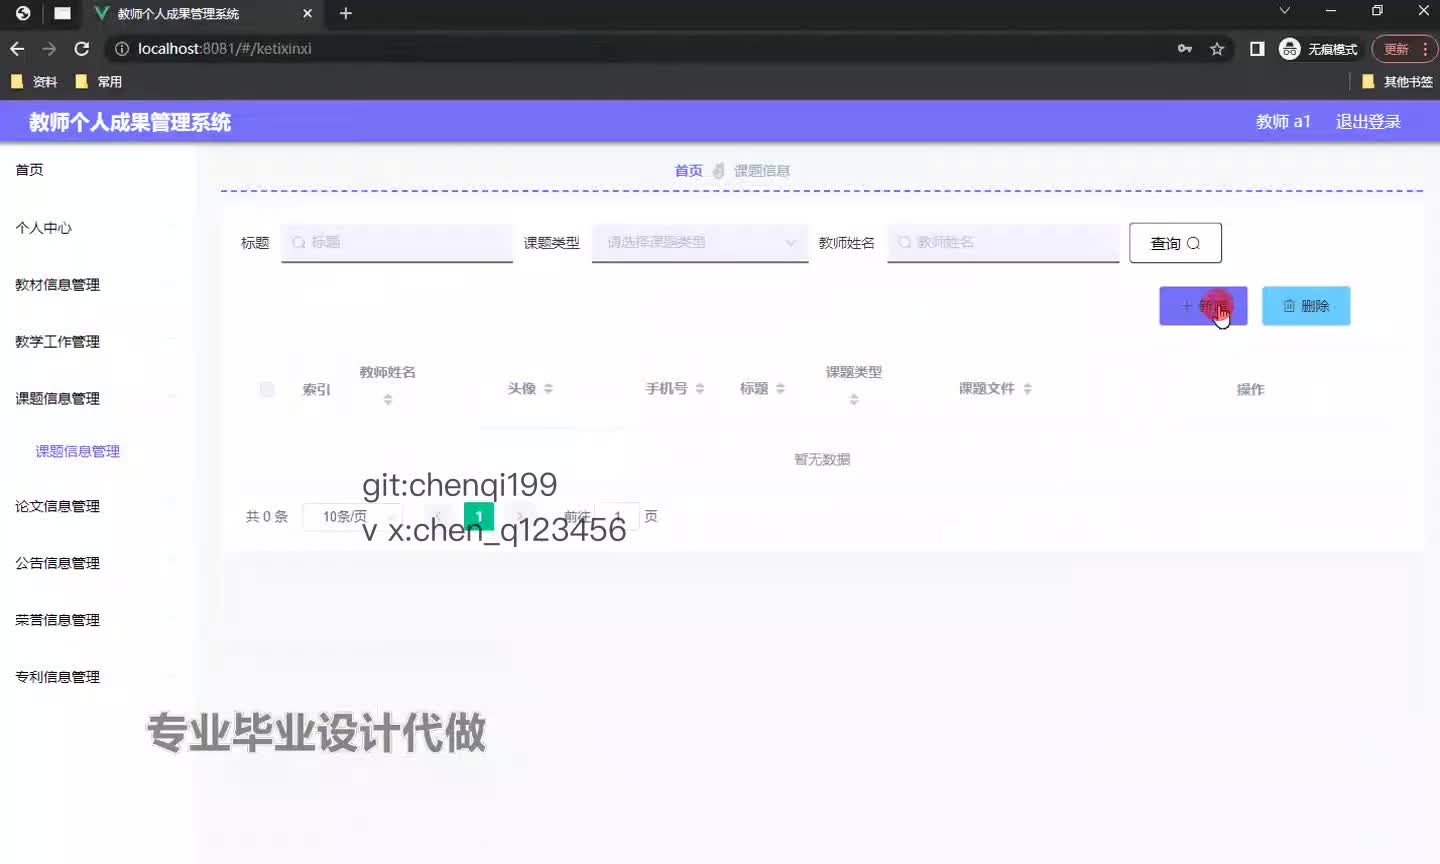 教师个人成果管理系统
localhost:8081/#/ketixinxi
无痕模式
更新
资料
常用
其他书签
教师个人成果管理系统
教师 a1
退出登录
首页
个人中心
教材信息管理
教学工作管理
课题信息管理
课题信息管理
论文信息管理
公告信息管理
荣誉信息管理
专利信息管理
首页
课题信息
标题
标题
课题类型
请选择课题类型
教师姓名
教师姓名
查询
新增
删除
索引
教师姓名
头像
手机号
标题
课题类型
课题文件
操作
暂无数据
共 0 条
10条/页
1
前往
1
页
git:chenqi199
v x:chen_q123456
专业毕业设计代做